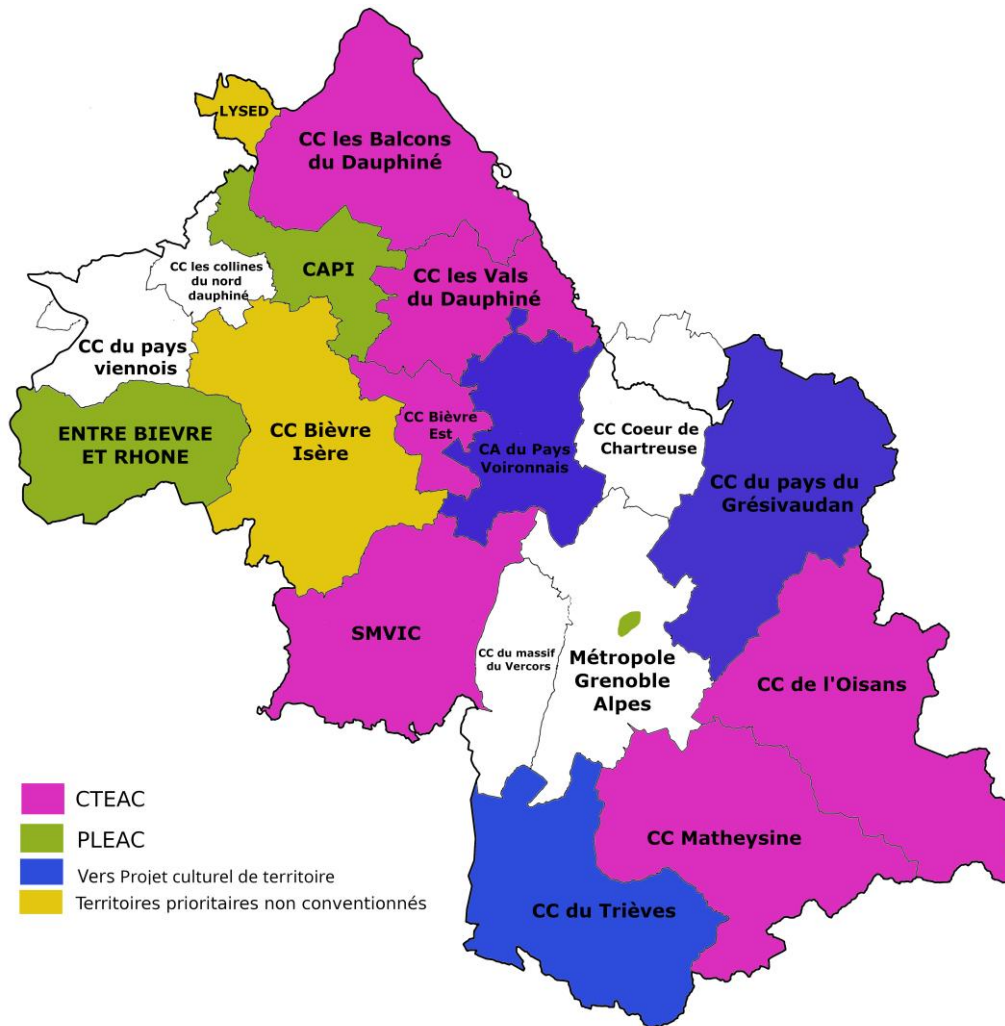 LYSED
CC les Balcons
du Dauphiné
CC les collines
du nord
dauphiné
CAPI
CC les Vals
du Dauphiné
CC du pays
viennois
ENTRE BIEVRE
ET RHONE
CC Bièvre
Isère
CC Bièvre
Est
CA du Pays
Voironnais
CC Coeur de
Chartreuse
CC du pays du
Grésivaudan
SMVIC
CC du massif
du Vercors
Métropole
Grenoble
Alpes
CC de l'Oisans
CC Matheysine
CC du Trièves
CTEAC
PLEAC
Vers Projet culturel de territoire
Territoires prioritaires non conventionnés